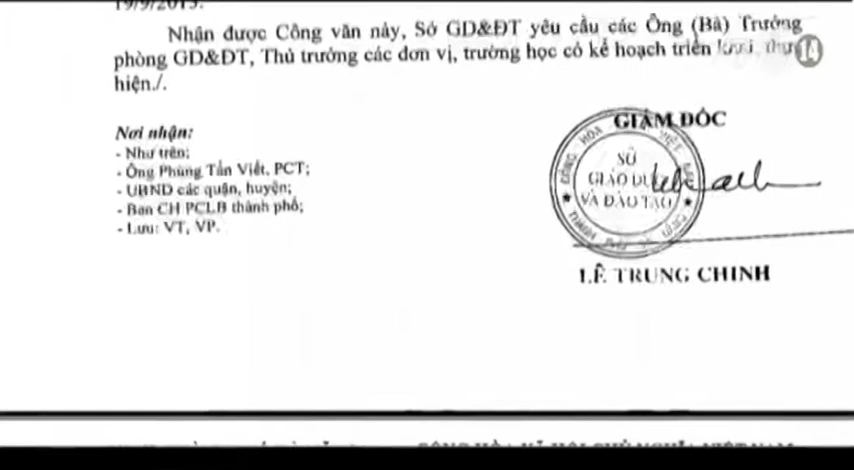 19/9/2013.
Nhận được Công văn này, Sở GD&ĐT yêu cầu các Ông (Bà) Trưởng
phòng GD&ĐT, Thủ trưởng các đơn vị, trường học có kế hoạch triển
hiện./.
Nơi nhận:
- Như trên;
- Ông Phùng Tấn Viết, PCT;
- UBND các quận, huyện;
- Ban CH PCLB thành phố;
- Lưu: VT, VP.
GIÁM ĐỐC
SỞ
GIÁO DỤC
VÀ ĐÀO TẠO
LÊ TRUNG CHINH